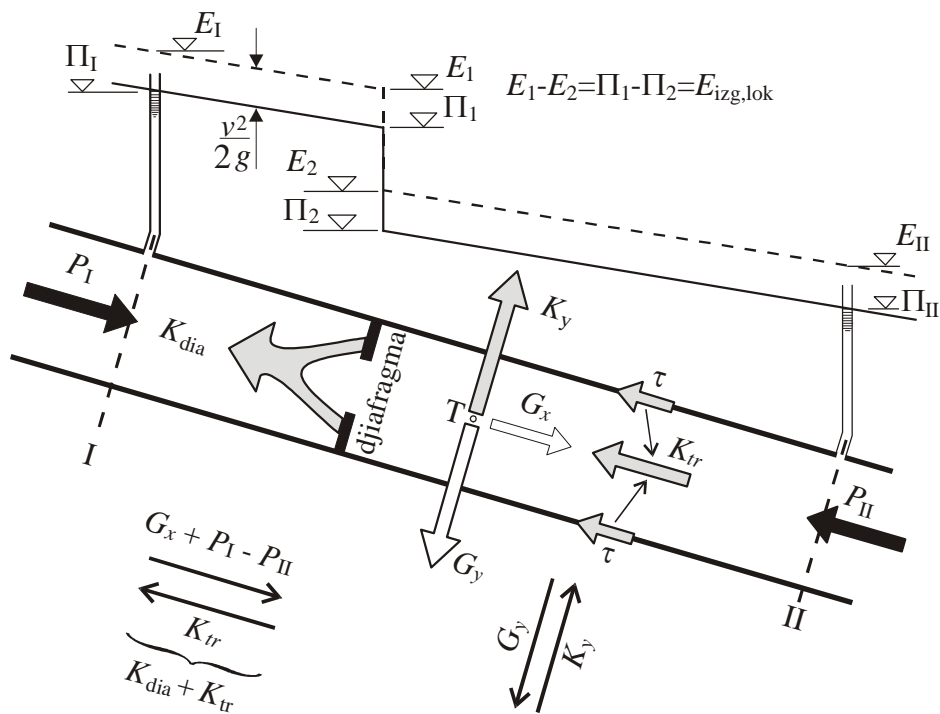 E_I
Π_I
E_1
E_1-E_2=Π_1-Π_2=E_izg,lok
Π_1
v^2
2g
E_2
Π_2
E_II
Π_II
P_I
K_y
K_dia
djiafragma
τ
T
G_x
K_tr
I
P_II
G_x + P_I - P_II
G_y
τ
II
K_tr
G_y
K_y
K_dia + K_tr